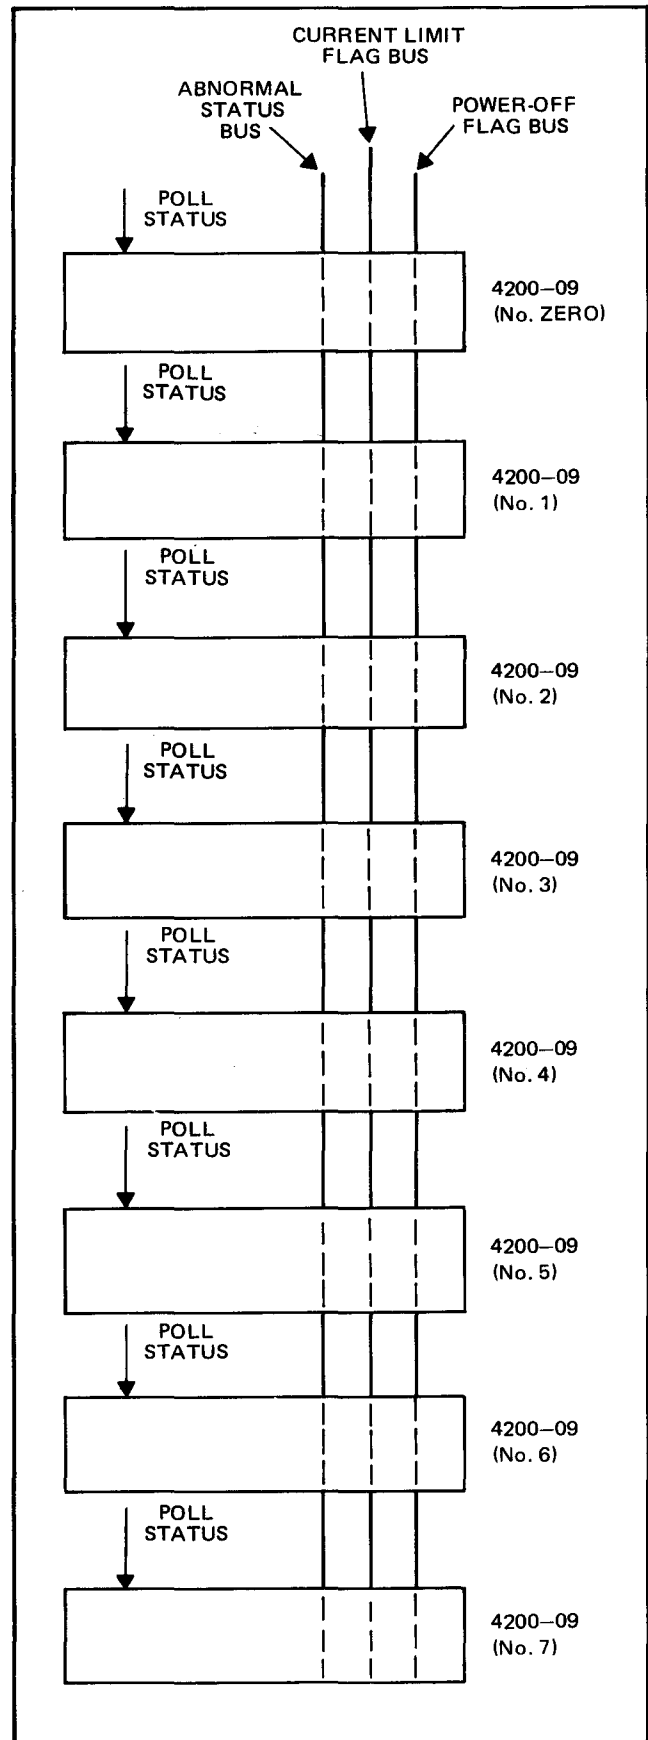 CURRENT LIMIT
FLAG BUS
ABNORMAL
STATUS
BUS
POWER-OFF
FLAG BUS
POLL
STATUS
4200-09
(No. ZERO)
POLL
STATUS
4200-09
(No. 1)
POLL
STATUS
4200-09
(No. 2)
POLL
STATUS
4200-09
(No. 3)
POLL
STATUS
4200-09
(No. 4)
POLL
STATUS
4200-09
(No. 5)
POLL
STATUS
4200-09
(No. 6)
POLL
STATUS
4200-09
(No. 7)